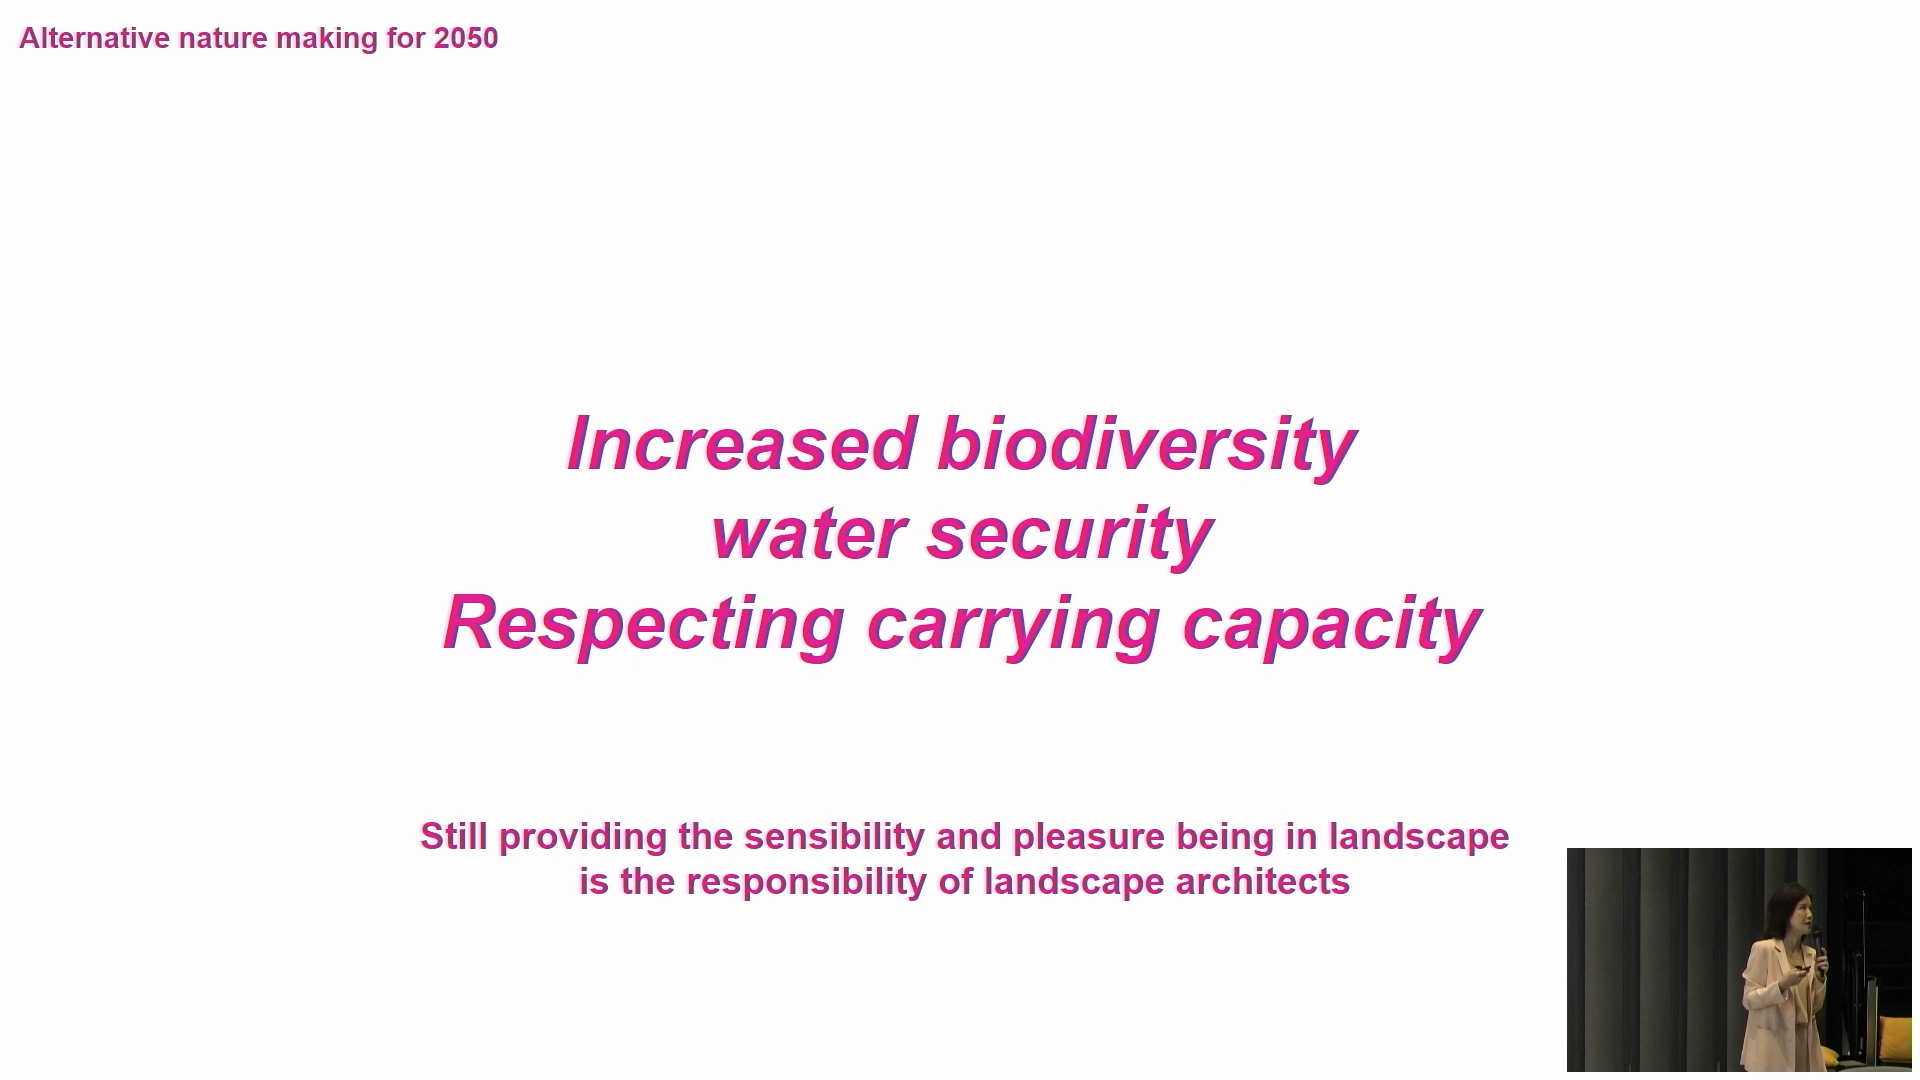 Alternative nature making for 2050
Increased biodiversity
water security
Respecting carrying capacity
Still providing the sensibility and pleasure being in landscape
is the responsibility of landscape architects